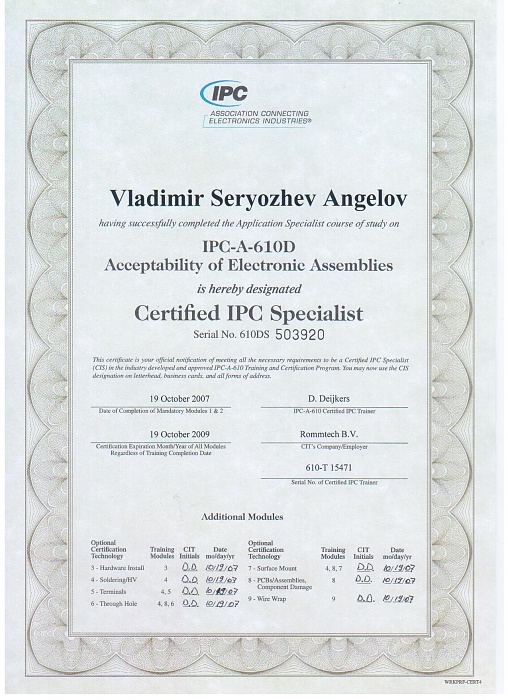 IPC
ASSOCIATION CONNECTING
ELECTRONICS INDUSTRIES®
Vladimir Seryozhev Angelov
having successfully completed the Application Specialist course of study on
IPC-A-610D
Acceptability of Electronic Assemblies
is hereby designated
Certified IPC Specialist
Serial No. 610DS 503920
This certificate is your official notification of meeting all the necessary requirements to be a Certified IPC Specialist
(CIS) in the industry developed and approved IPC-A-610 Training and Certification Program. You may now use the CIS
designation on letterhead, business cards, and all forms of address.
19 October 2007 D. Deijkers
Date of Completion of Mandatory Modules 1 & 2 IPC-A-610 Certified IPC Trainer
19 October 2009 Rommtech B.V.
Certification Expiration Month/Year of All Modules CIT's Company/Employer
Regardless of Training Completion Date
610-T 15471
Serial No. of Certified IPC Trainer
Additional Modules
Optional Certification Technology Training Modules CIT Initials Date mo/day/yr Optional Certification Technology Training Modules CIT Initials Date mo/day/yr
3 - Hardware Install 3 D.D. 10/19/07 7 - Surface Mount 4, 8, 7 D.D. 10/19/07
4 - Soldering/HV 4 D.D. 10/19/07 8 - PCBs/Assemblies, Component Damage 8 D.D. 10/19/07
5 - Terminals 4, 5 D.D. 10/19/07 9 - Wire Wrap 9 D.D. 10/19/07
6 - Through Hole 4, 8, 6 D.D. 10/19/07
WRKPRP-CERT4